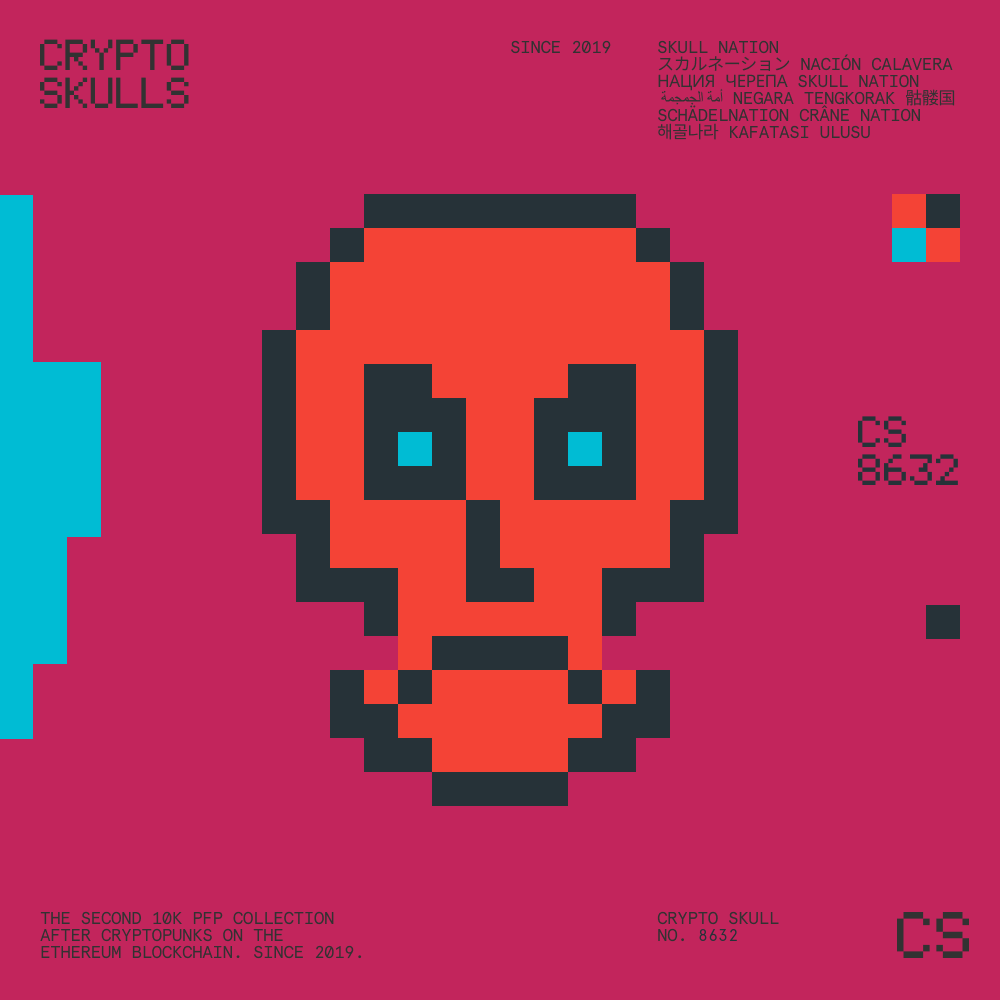 CRYPTO
SKULLS
SINCE 2019
SKULL NATION
スカルネーション NACIÓN CALAVERA
НАЦИЯ ЧЕРЕПА SKULL NATION
أمة الجمجمة NEGARA TENGKORAK 骷髅国
SCHÄDELNATION CRÂNE NATION
해골나라 KAFATASI ULUSU
CS
8632
THE SECOND 10K PFP COLLECTION
AFTER CRYPTOPUNKS ON THE
ETHEREUM BLOCKCHAIN. SINCE 2019.
CRYPTO SKULL
NO. 8632
CS